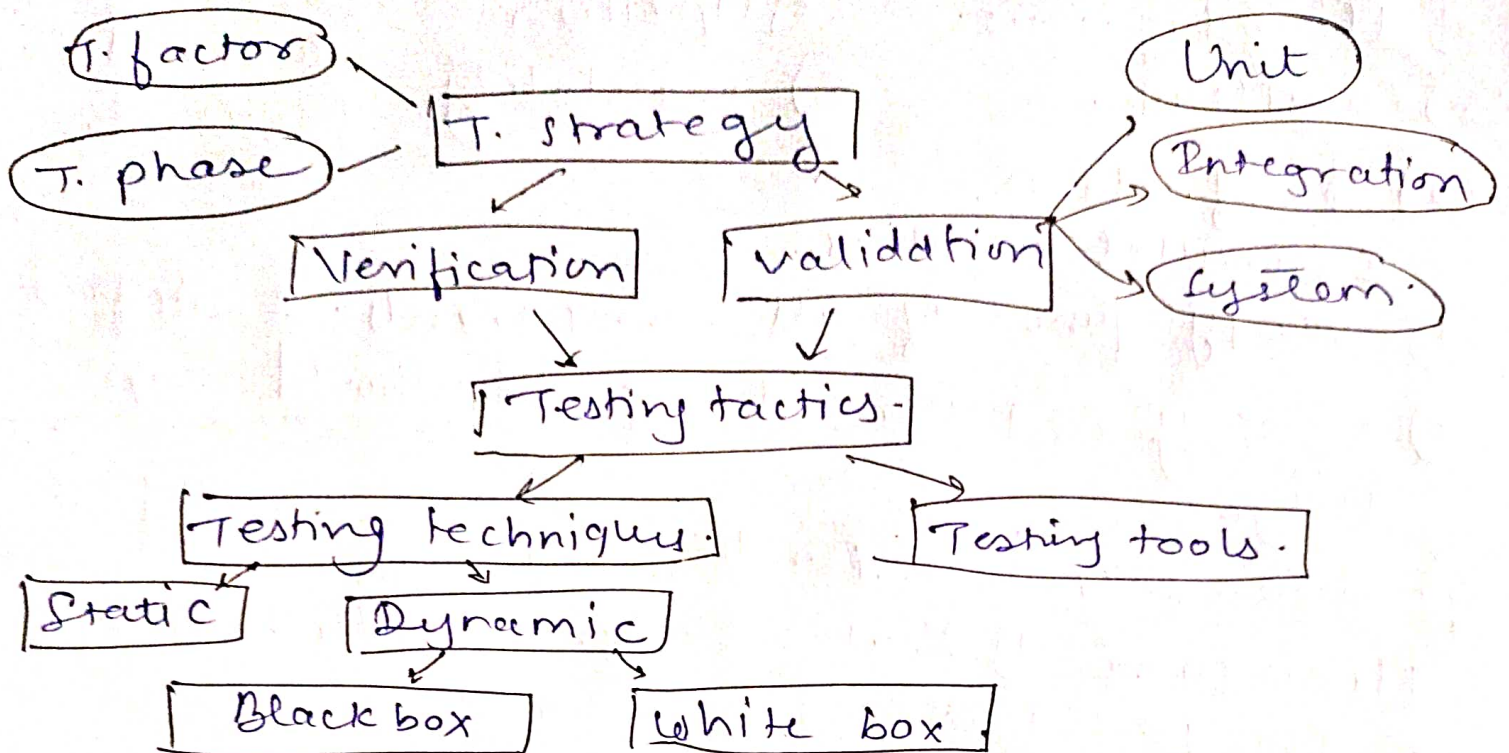 T. factor
Unit
T. strategy
T. phase
Integration
Verification
validation
System.
Testing tactics.
Testing techniques.
Testing tools.
Static
Dynamic
Black box
White box.